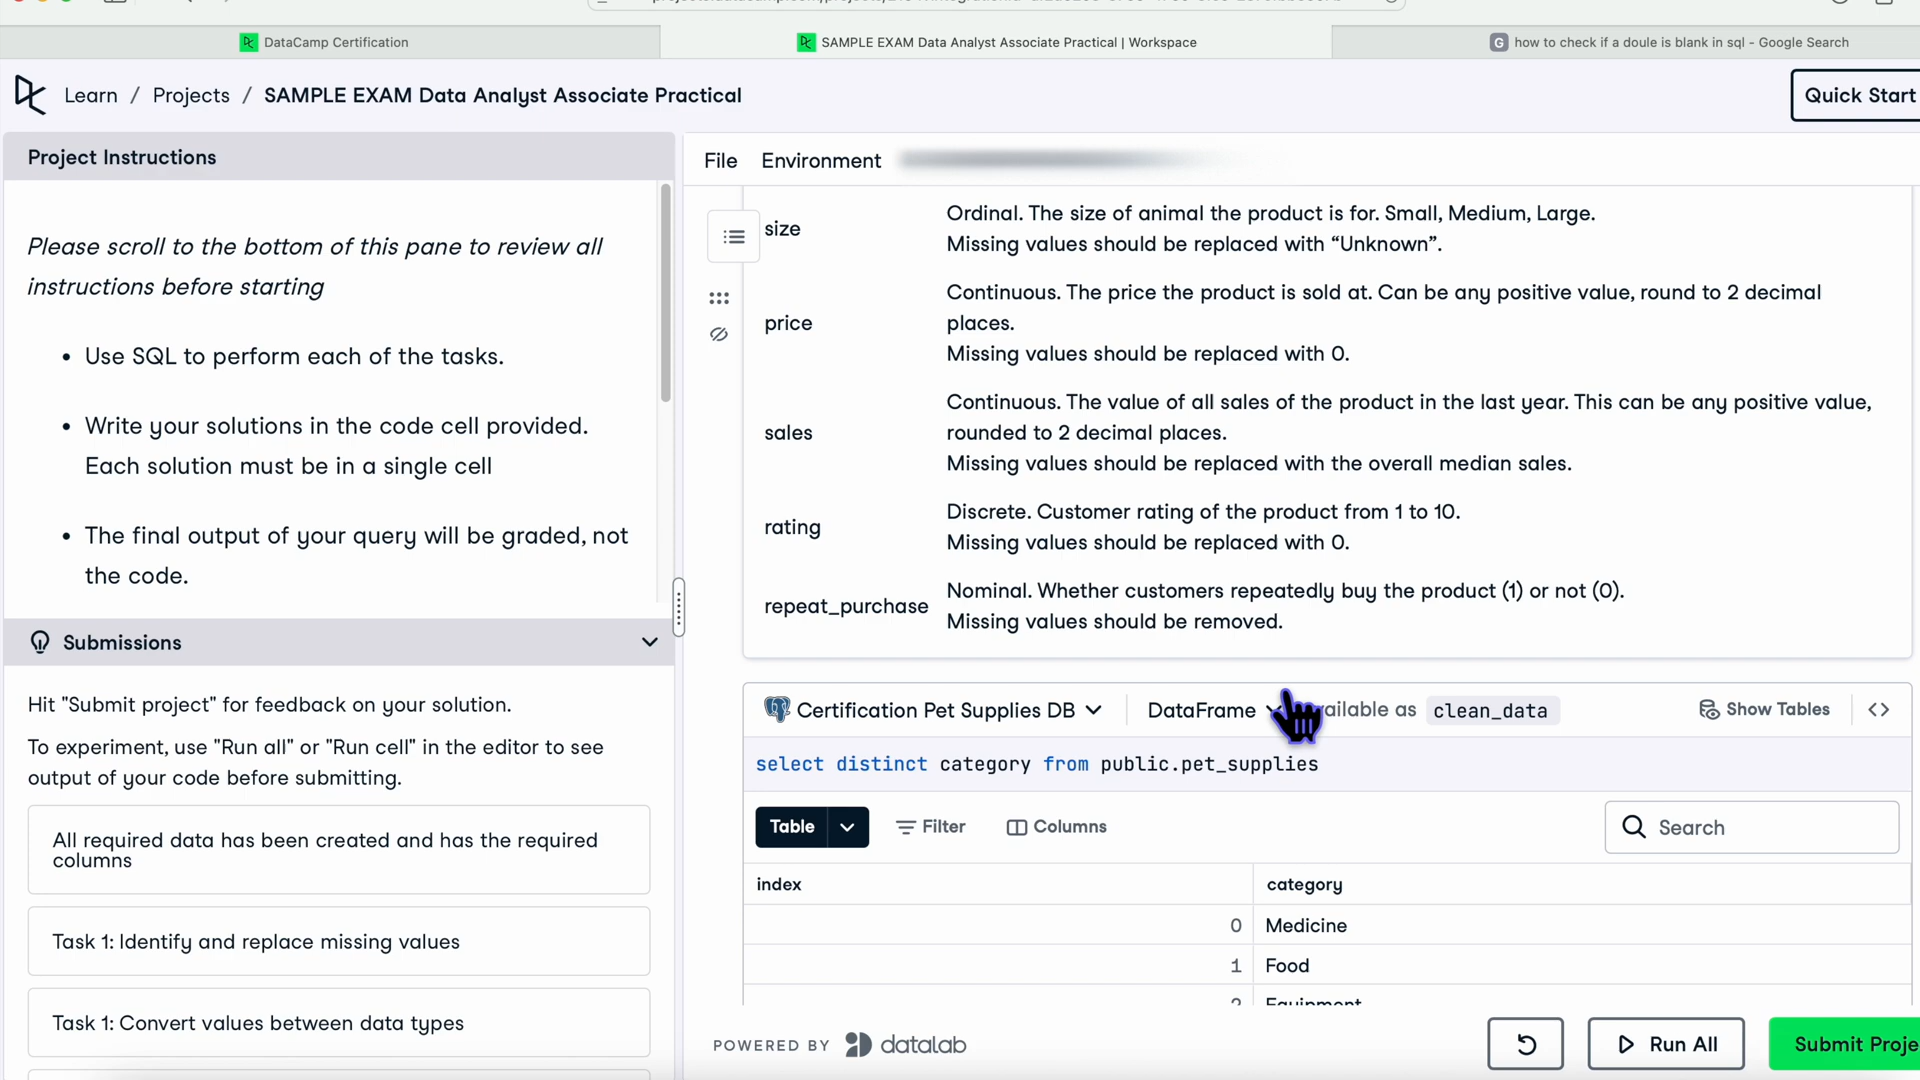 DataCamp Certification
SAMPLE EXAM Data Analyst Associate Practical | Workspace
G how to check if a doule is blank in sql - Google Search
Learn / Projects / SAMPLE EXAM Data Analyst Associate Practical
Quick Start
Project Instructions
Please scroll to the bottom of this pane to review all
instructions before starting
• Use SQL to perform each of the tasks.
• Write your solutions in the code cell provided.
Each solution must be in a single cell
• The final output of your query will be graded, not
the code.
Submissions
Hit "Submit project" for feedback on your solution.
To experiment, use "Run all" or "Run cell" in the editor to see
output of your code before submitting.
All required data has been created and has the required
columns
Task 1: Identify and replace missing values
Task 1: Convert values between data types
File Environment
size
Ordinal. The size of animal the product is for. Small, Medium, Large.
Missing values should be replaced with “Unknown”.
price
Continuous. The price the product is sold at. Can be any positive value, round to 2 decimal
places.
Missing values should be replaced with 0.
sales
Continuous. The value of all sales of the product in the last year. This can be any positive value,
rounded to 2 decimal places.
Missing values should be replaced with the overall median sales.
rating
Discrete. Customer rating of the product from 1 to 10.
Missing values should be replaced with 0.
repeat_purchase
Nominal. Whether customers repeatedly buy the product (1) or not (0).
Missing values should be removed.
Certification Pet Supplies DB
DataFrame
ailable as clean_data
Show Tables
select distinct category from public.pet_supplies
Table
Filter
Columns
Search
index category
0 Medicine
1 Food
2 Equipment
POWERED BY datalab
Run All
Submit Proje